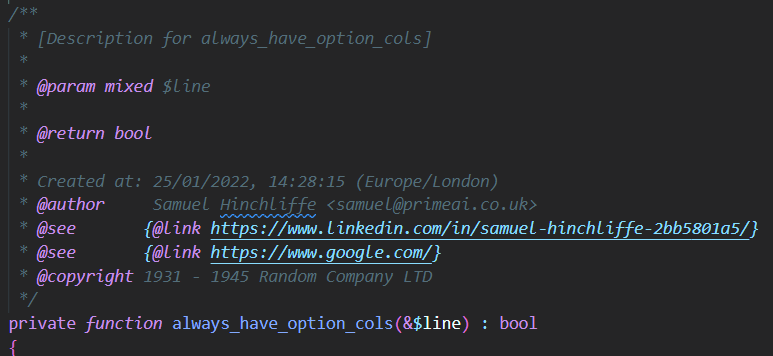 /**
 * [Description for always_have_option_cols]
 *
 * @param mixed $line
 *
 * @return bool
 *
 * Created at: 25/01/2022, 14:28:15 (Europe/London)
 * @author     Samuel Hinchliffe <samuel@primeai.co.uk>
 * @see       {@link https://www.linkedin.com/in/samuel-hinchliffe-2bb5801a5/}
 * @see       {@link https://www.google.com/}
 * @copyright 1931 - 1945 Random Company LTD
 */
private function always_have_option_cols(&$line) : bool
{